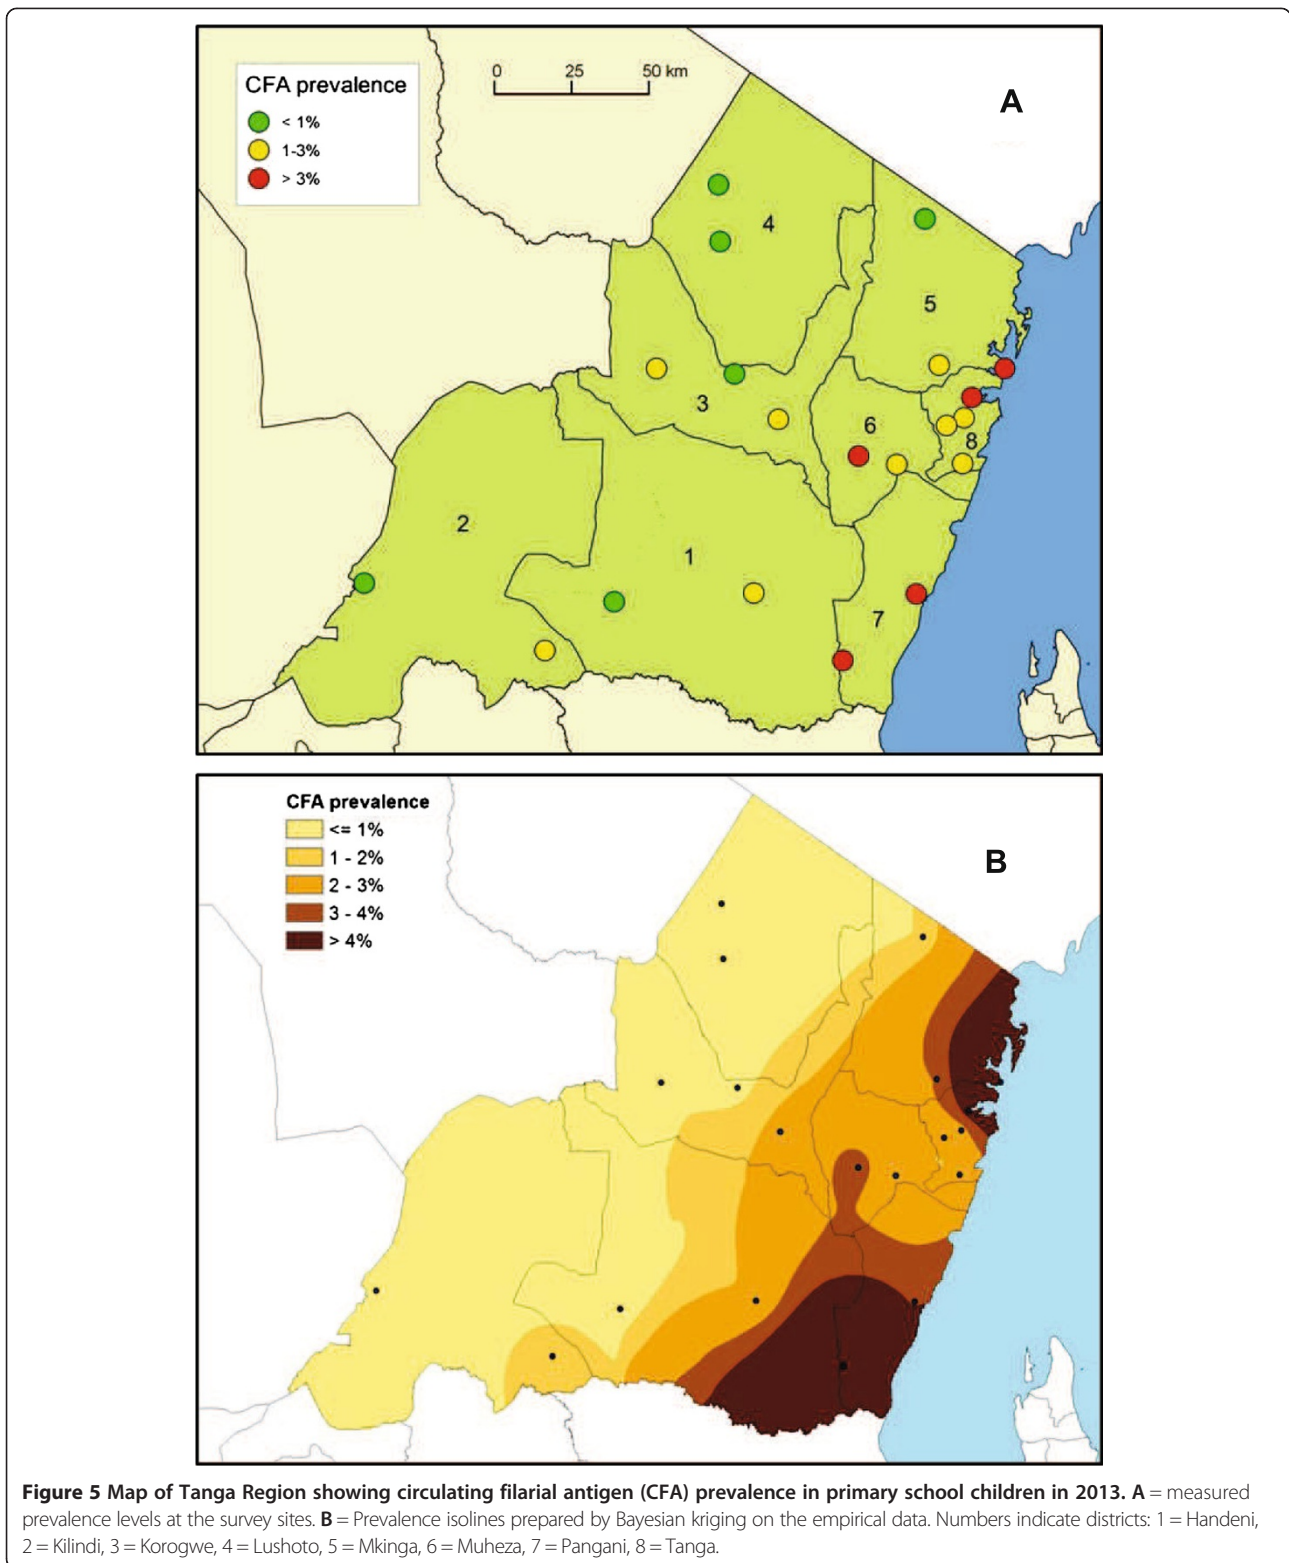 CFA prevalence
< 1%
1-3%
> 3%
0 25 50 km
A
4
5
3
6
8
2
1
7
CFA prevalence
<= 1%
1 - 2%
2 - 3%
3 - 4%
> 4%
B
Figure 5 Map of Tanga Region showing circulating filarial antigen (CFA) prevalence in primary school children in 2013. A = measured
prevalence levels at the survey sites. B = Prevalence isolines prepared by Bayesian kriging on the empirical data. Numbers indicate districts: 1 = Handeni,
2 = Kilindi, 3 = Korogwe, 4 = Lushoto, 5 = Mkinga, 6 = Muheza, 7 = Pangani, 8 = Tanga.